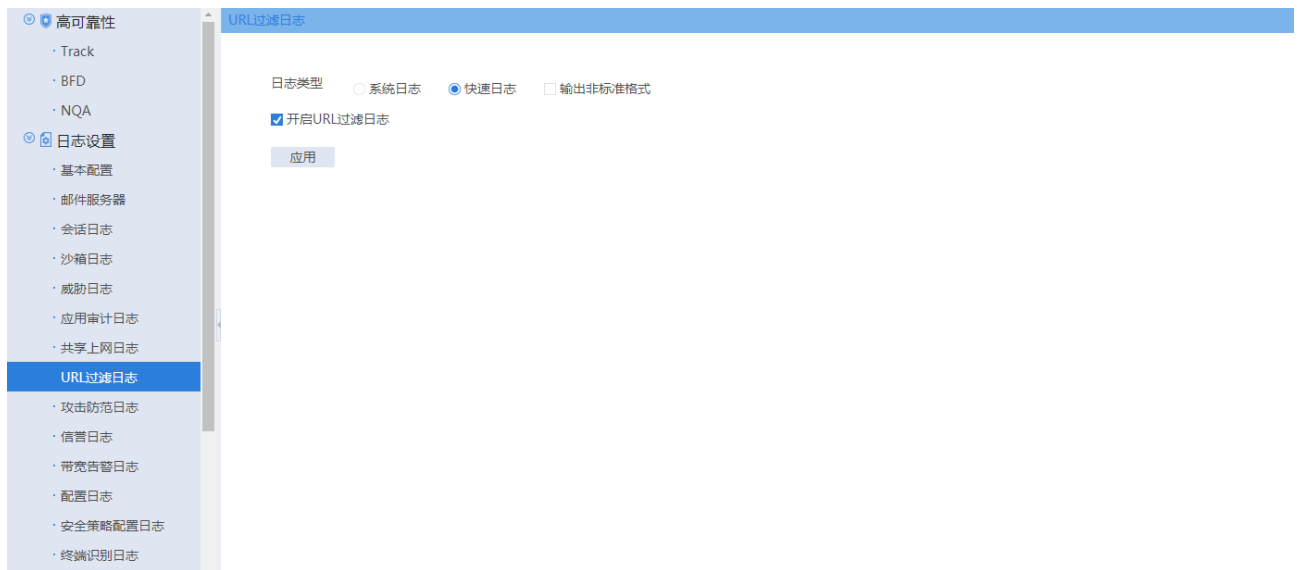 高可靠性
· Track
· BFD
· NQA
日志设置
· 基本配置
· 邮件服务器
· 会话日志
· 沙箱日志
· 威胁日志
· 应用审计日志
· 共享上网日志
URL过滤日志
· 攻击防范日志
· 信誉日志
· 带宽告警日志
· 配置日志
· 安全策略配置日志
· 终端识别日志
URL过滤日志
日志类型 系统日志 快速日志 输出非标准格式
开启URL过滤日志
应用